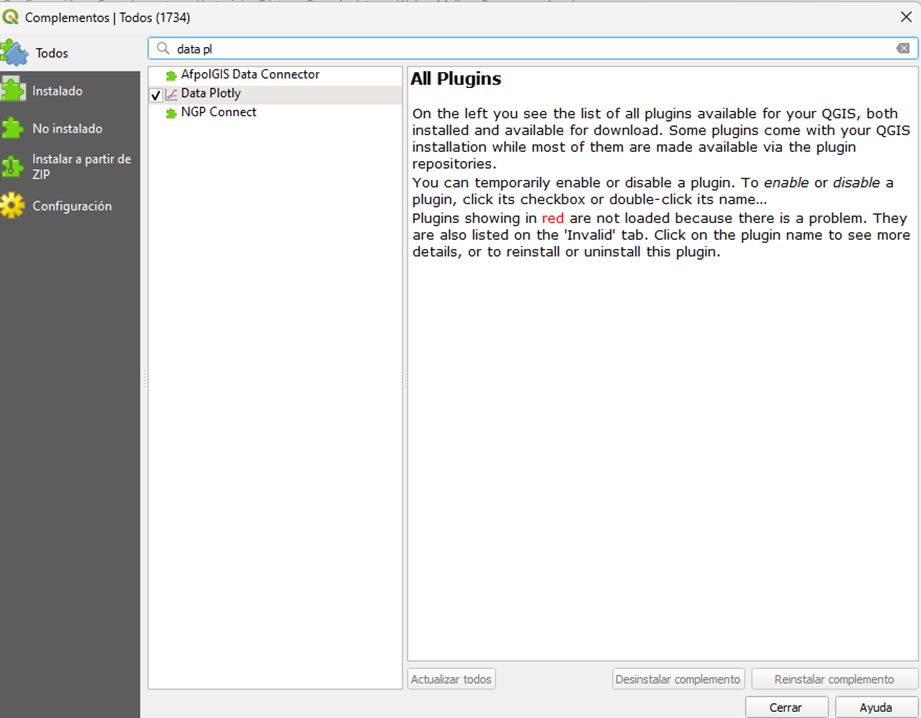 Complementos | Todos (1734)
Todos
Instalado
No instalado
Instalar a partir de
ZIP
Configuración
data pl
AfpolGIS Data Connector
Data Plotly
NGP Connect
All Plugins
On the left you see the list of all plugins available for your QGIS, both
installed and available for download. Some plugins come with your QGIS
installation while most of them are made available via the plugin
repositories.
You can temporarily enable or disable a plugin. To enable or disable a
plugin, click its checkbox or double-click its name...
Plugins showing in red are not loaded because there is a problem. They
are also listed on the 'Invalid' tab. Click on the plugin name to see more
details, or to reinstall or uninstall this plugin.
Actualizar todos
Desinstalar complemento
Reinstalar complemento
Cerrar
Ayuda